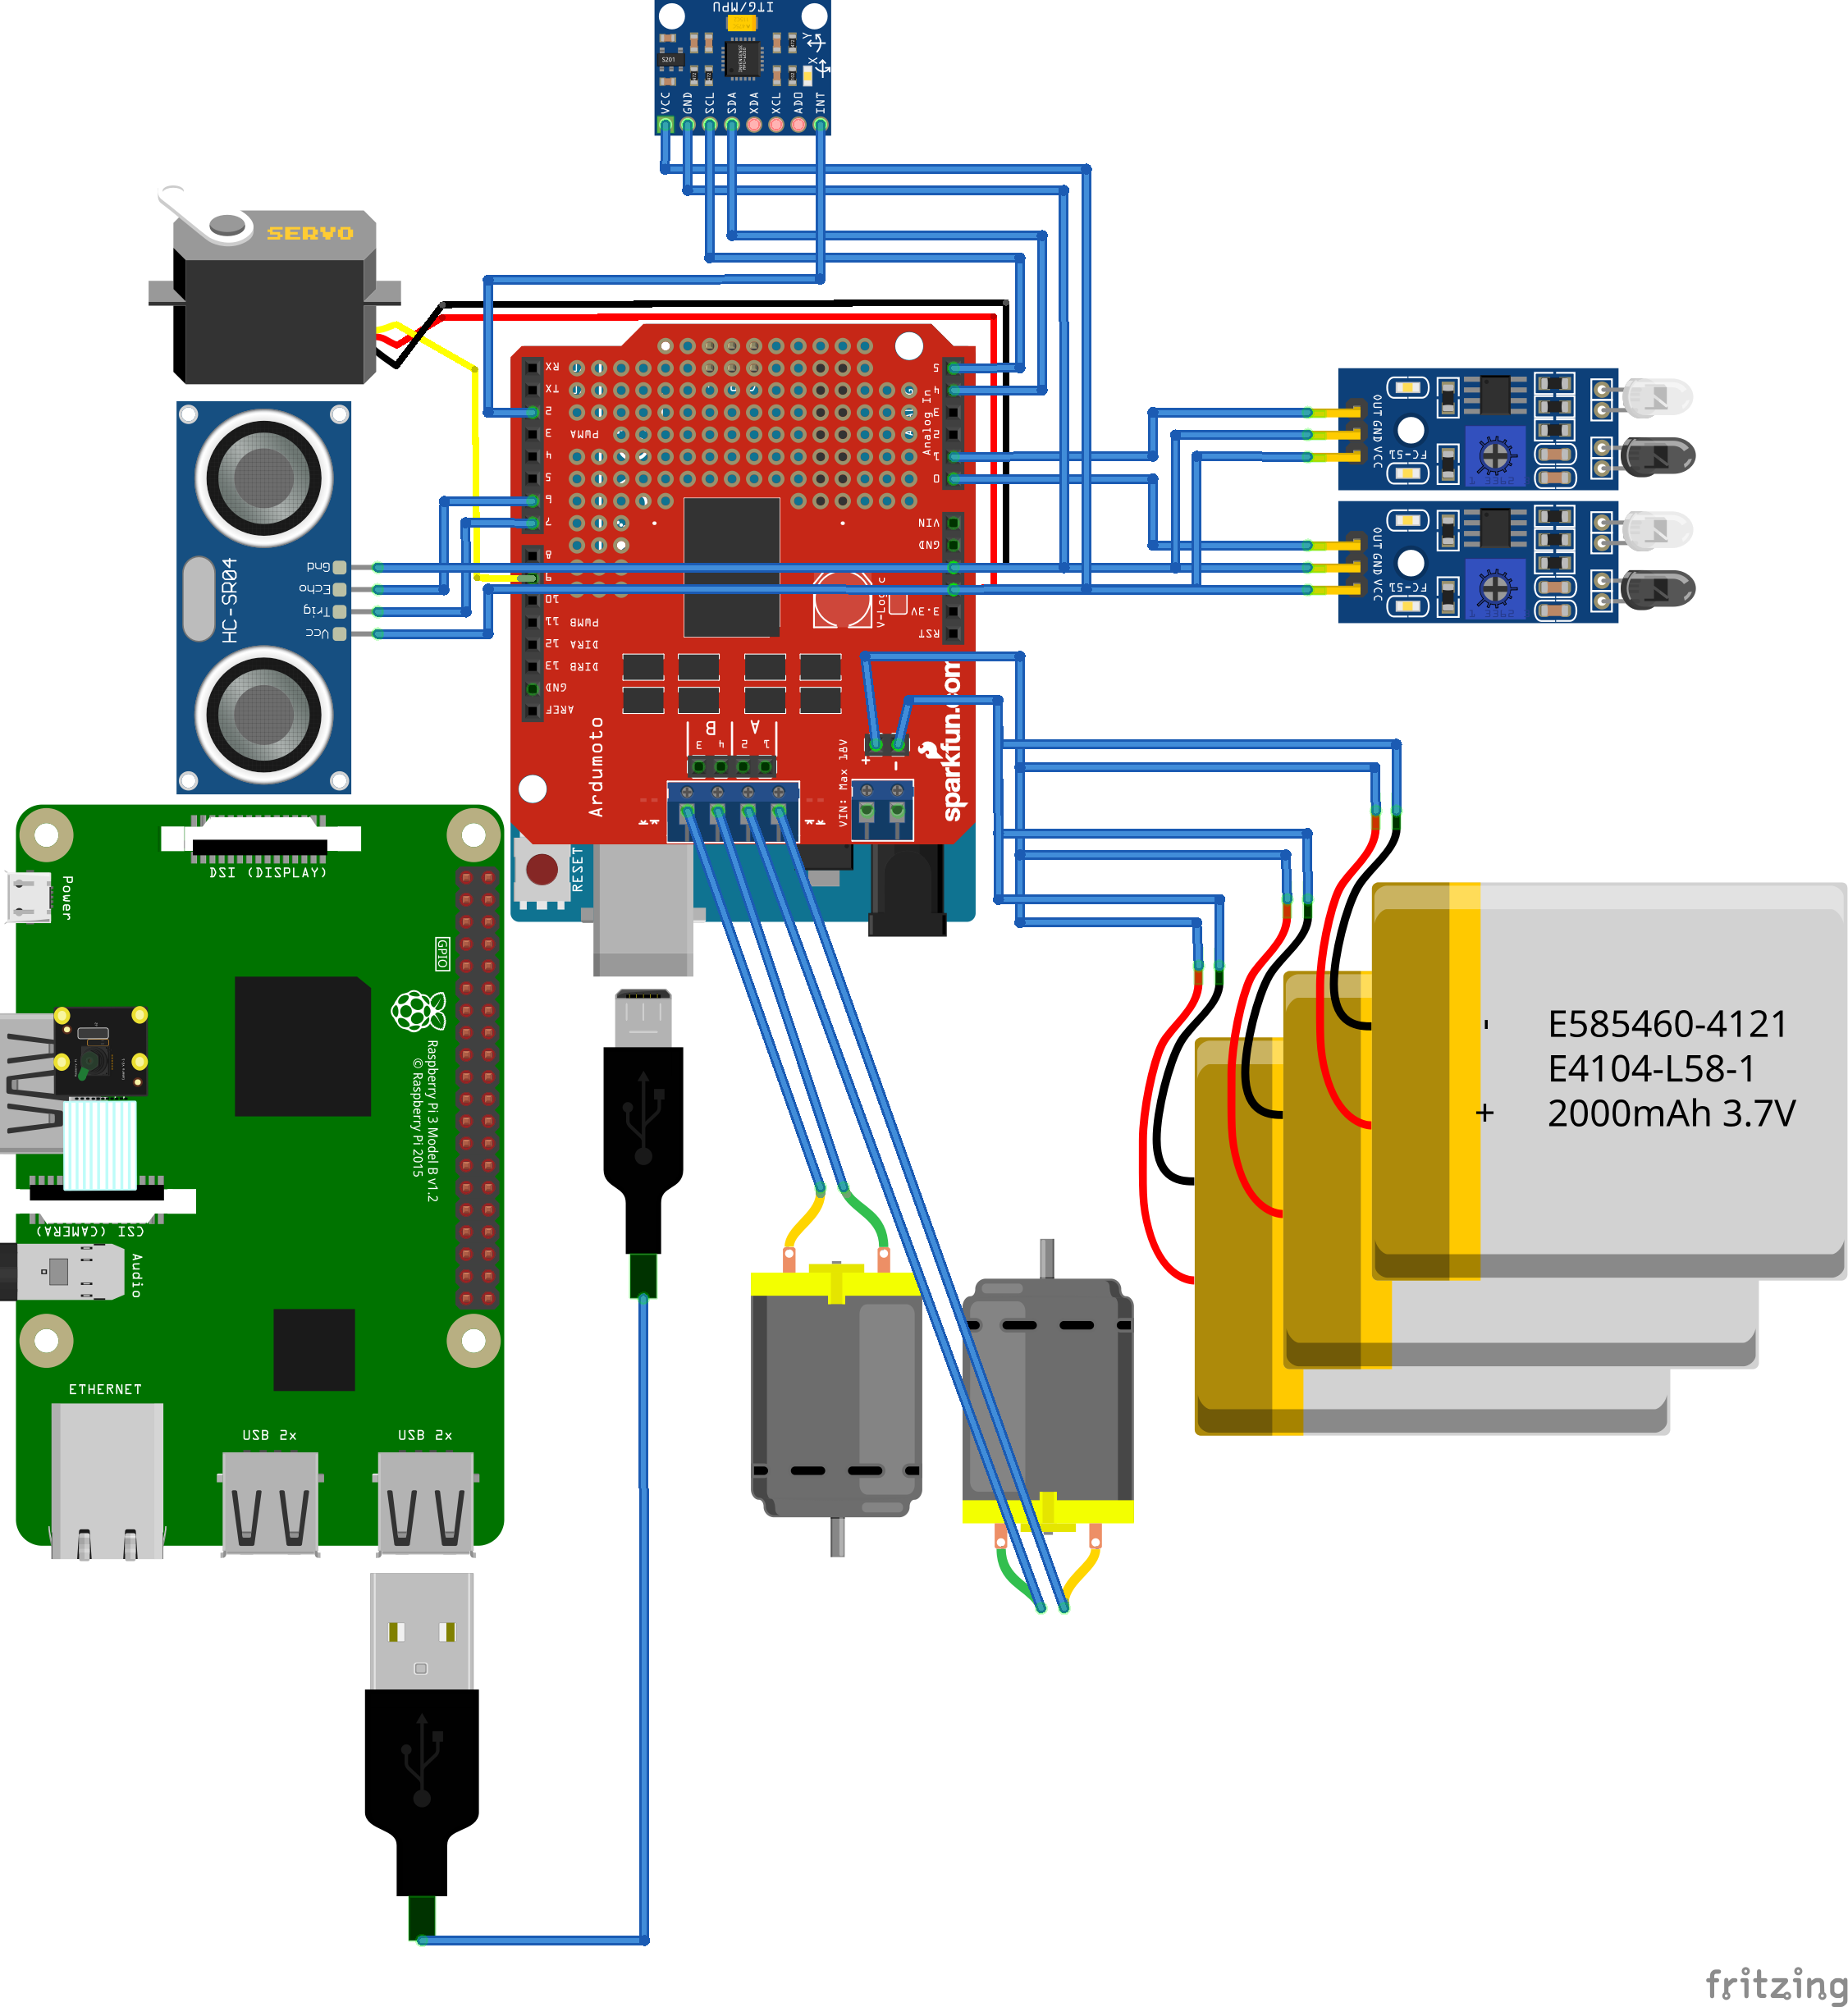 ITG/MPU
S201
Y
X
VCC
GND
SCL
SDA
XDA
XCL
ADO
INT
SERVO
HC-SR04
Gnd
Echo
Trig
Vcc
RX
TX
2
3
PWMA
4
5
6
7
8
9
10
11
PWMB
12
DIRA
13
DIRB
GND
AREF
5
4
3
2
1
0
Analog In
VIN
GND
3.3V
RST
Ardumoto
B
A
3
4
2
1
VIN: Max 18V
+
-
sparkfun.com
RESET
OUT
GND
VCC
FC-51
OUT
GND
VCC
FC-51
DSI (DISPLAY)
Power
GPIO
Raspberry Pi 3 Model B v1.2
© Raspberry Pi 2015
CSI (CAMERA)
Audio
ETHERNET
USB 2x
USB 2x
-
+
E585460-4121
E4104-L58-1
2000mAh 3.7V
fritzing